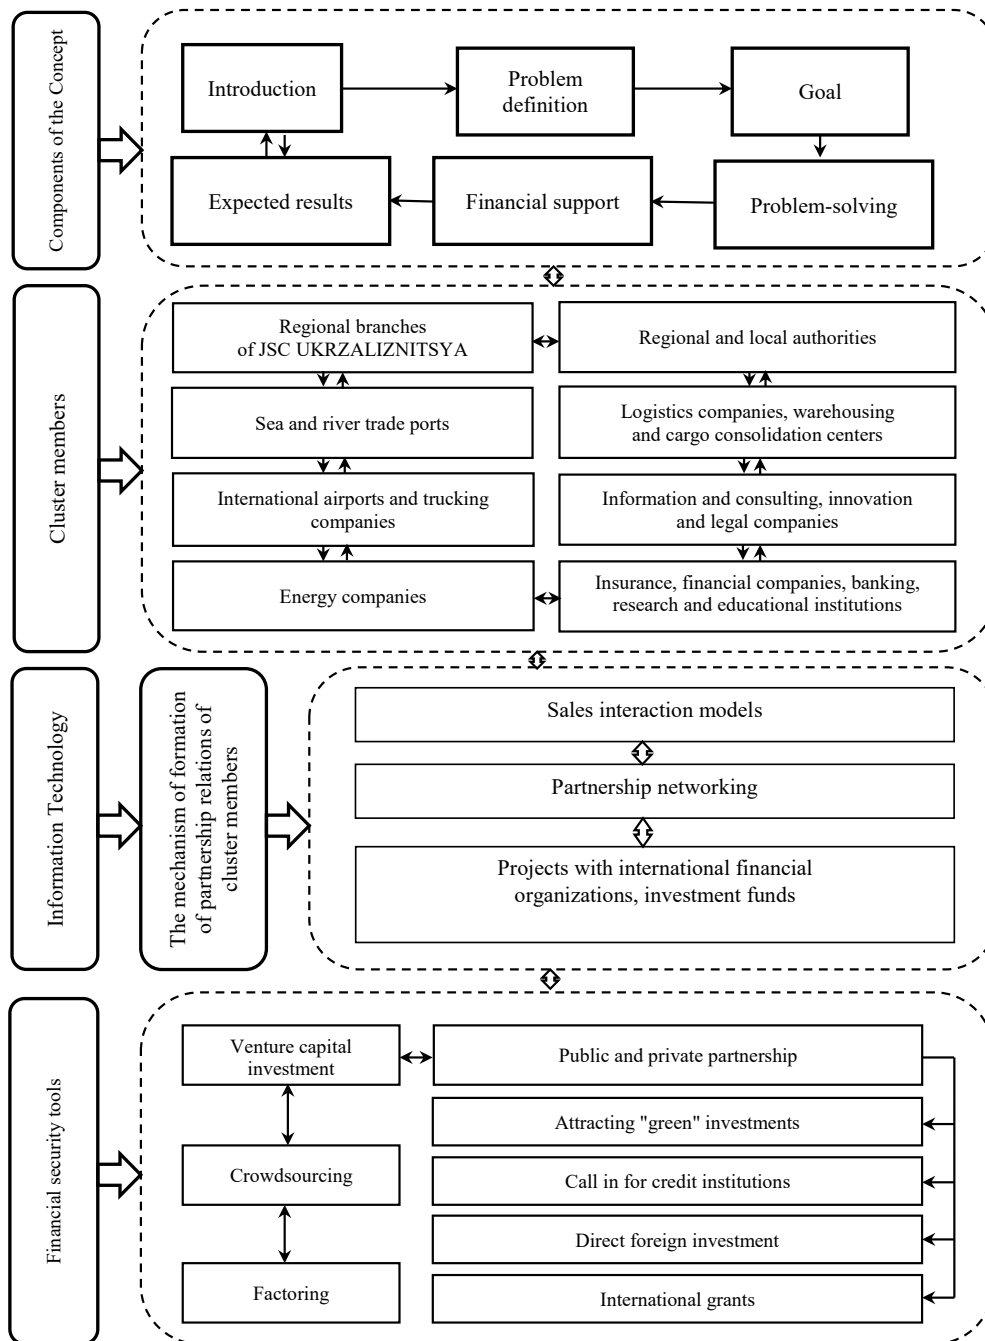 Components of the Concept
Introduction
Problem
definition
Goal
Expected results
Financial support
Problem-solving
Cluster members
Regional branches
of JSC UKRZALIZNITSYA
Regional and local authorities
Sea and river trade ports
Logistics companies, warehousing
and cargo consolidation centers
International airports and trucking
companies
Information and consulting, innovation
and legal companies
Energy companies
Insurance, financial companies, banking,
research and educational institutions
Information Technology
The mechanism of formation
of partnership relations of
cluster members
Sales interaction models
Partnership networking
Projects with international financial
organizations, investment funds
Financial security tools
Venture capital
investment
Public and private partnership
Attracting "green" investments
Crowdsourcing
Call in for credit institutions
Direct foreign investment
Factoring
International grants